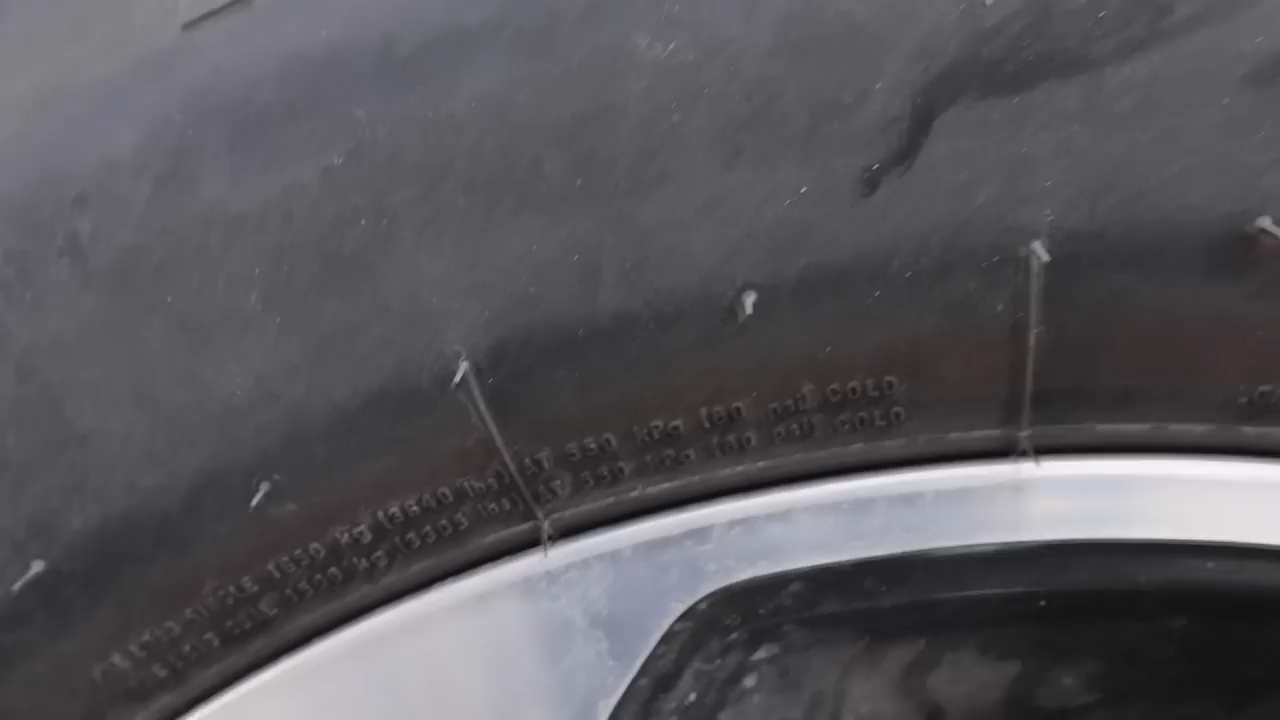 SINGLE 1650 kg (3640 lbs) AT 550 kPa (80 psi) COLD
1500 kg (3305 lbs) AT 550 kPa (80 psi) COLD